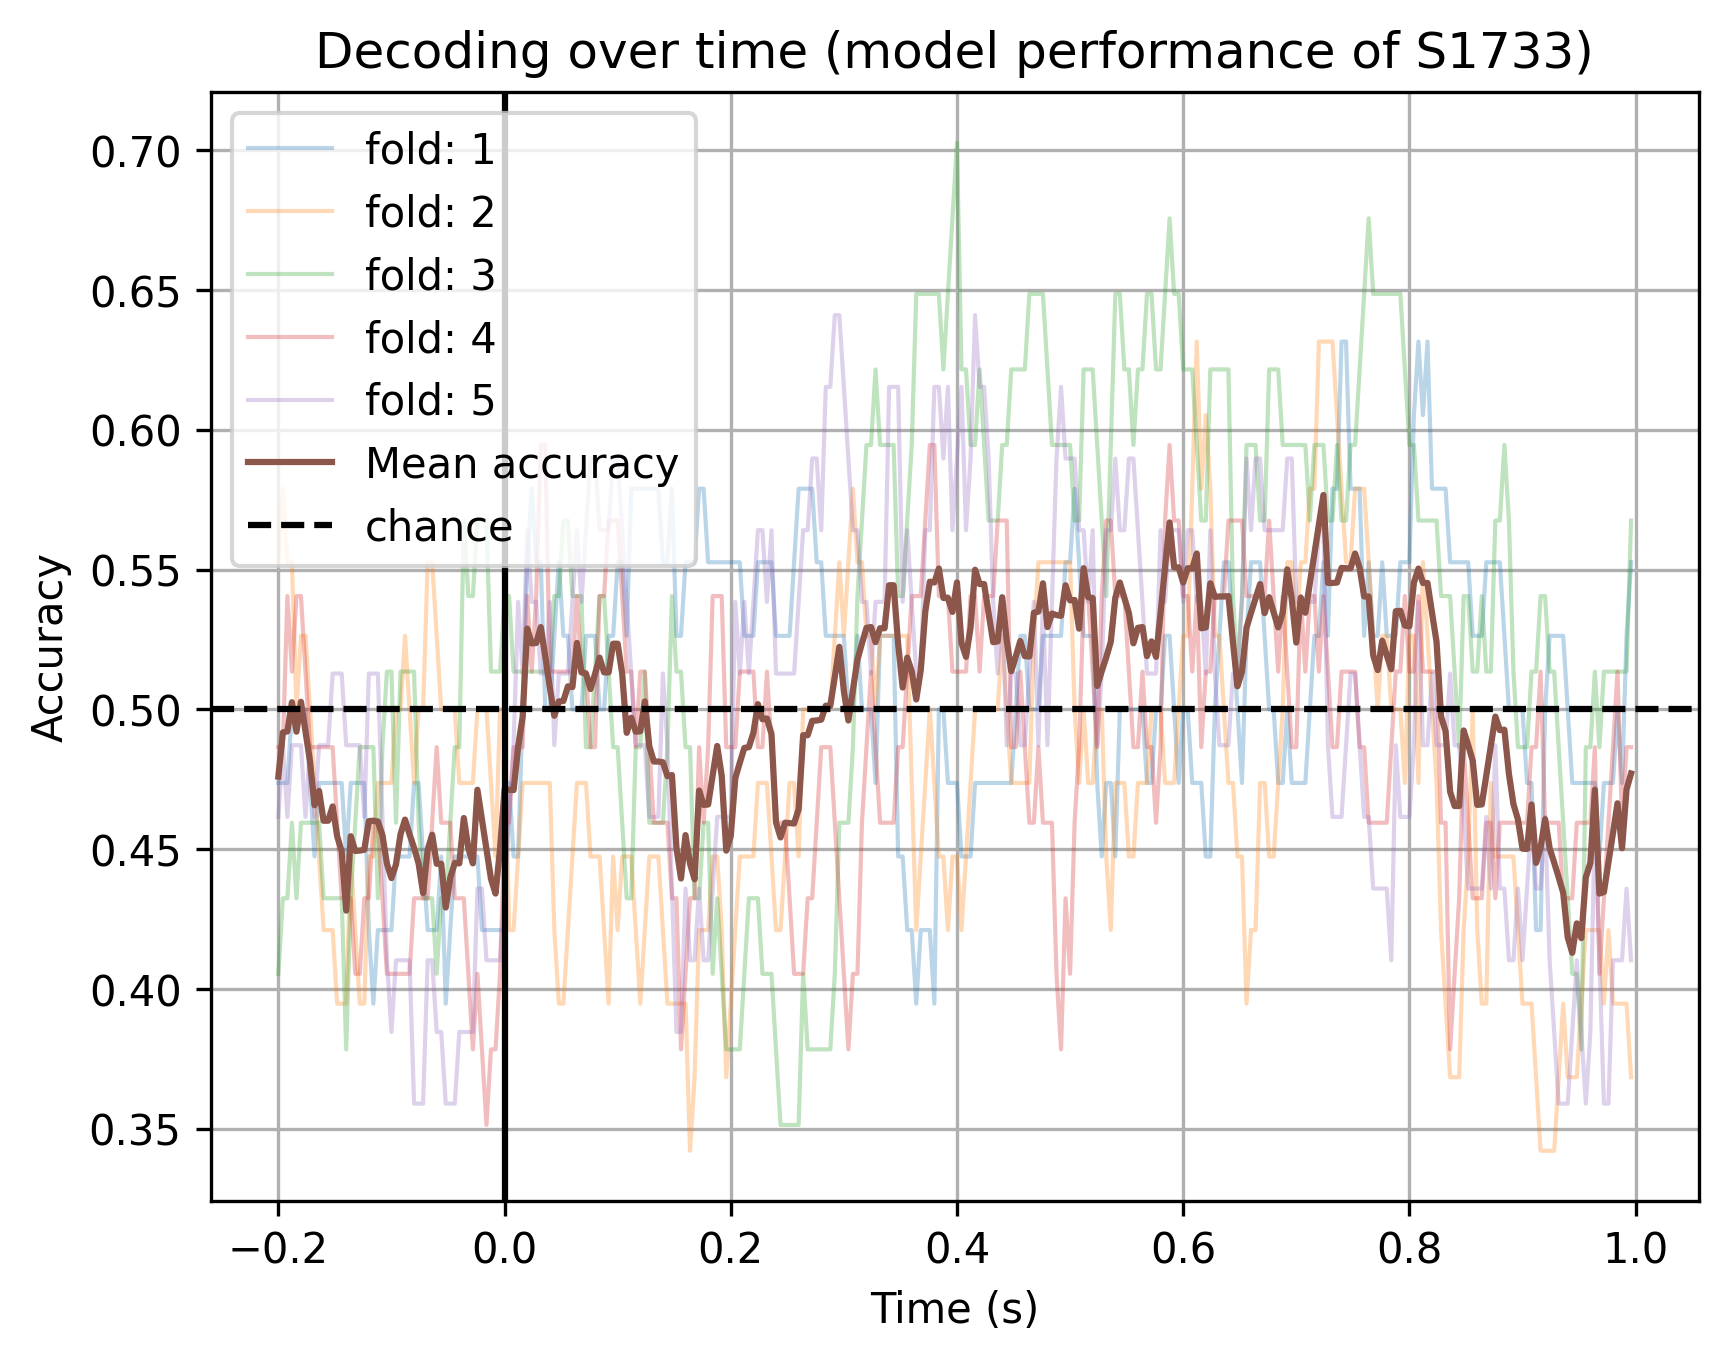 Decoding over time (model performance of S1733)
fold: 1
fold: 2
fold: 3
fold: 4
fold: 5
Mean accuracy
chance
Accuracy
0.70
0.65
0.60
0.55
0.50
0.45
0.40
0.35
−0.2 0.0 0.2 0.4 0.6 0.8 1.0
Time (s)